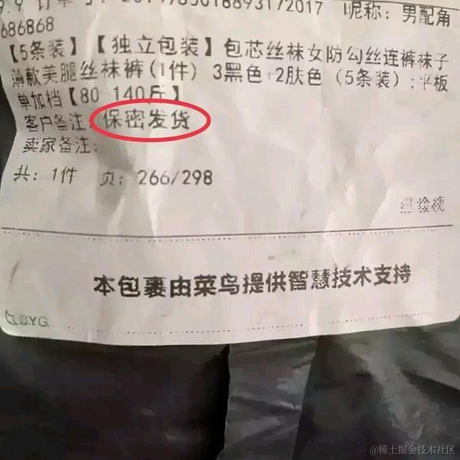 昵称: 男配角
686868
【5条装】【独立包装】包芯丝袜女防勾丝连裤袜子
薄款美腿丝袜裤(1件) 3黑色+2肤色 (5条装);平板
单加档【80-140斤】
客户备注: 保密发货
卖家备注:
共: 1件 页: 266/298
已验视
本包裹由菜鸟提供智慧技术支持
@稀土掘金技术社区